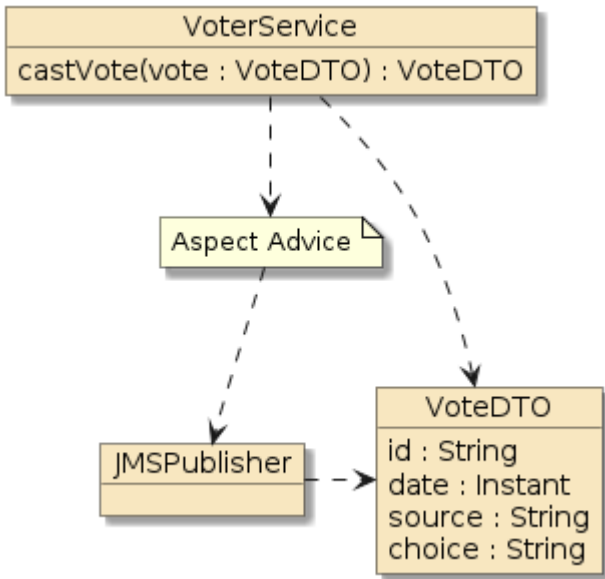 VoterService
castVote(vote : VoteDTO) : VoteDTO
Aspect Advice
VoteDTO
id : String
date : Instant
source : String
choice : String
JMSPublisher